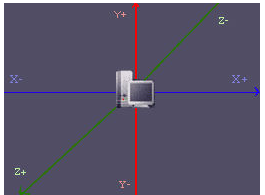 Y+
Z-
X-
X+
Z+
Y-